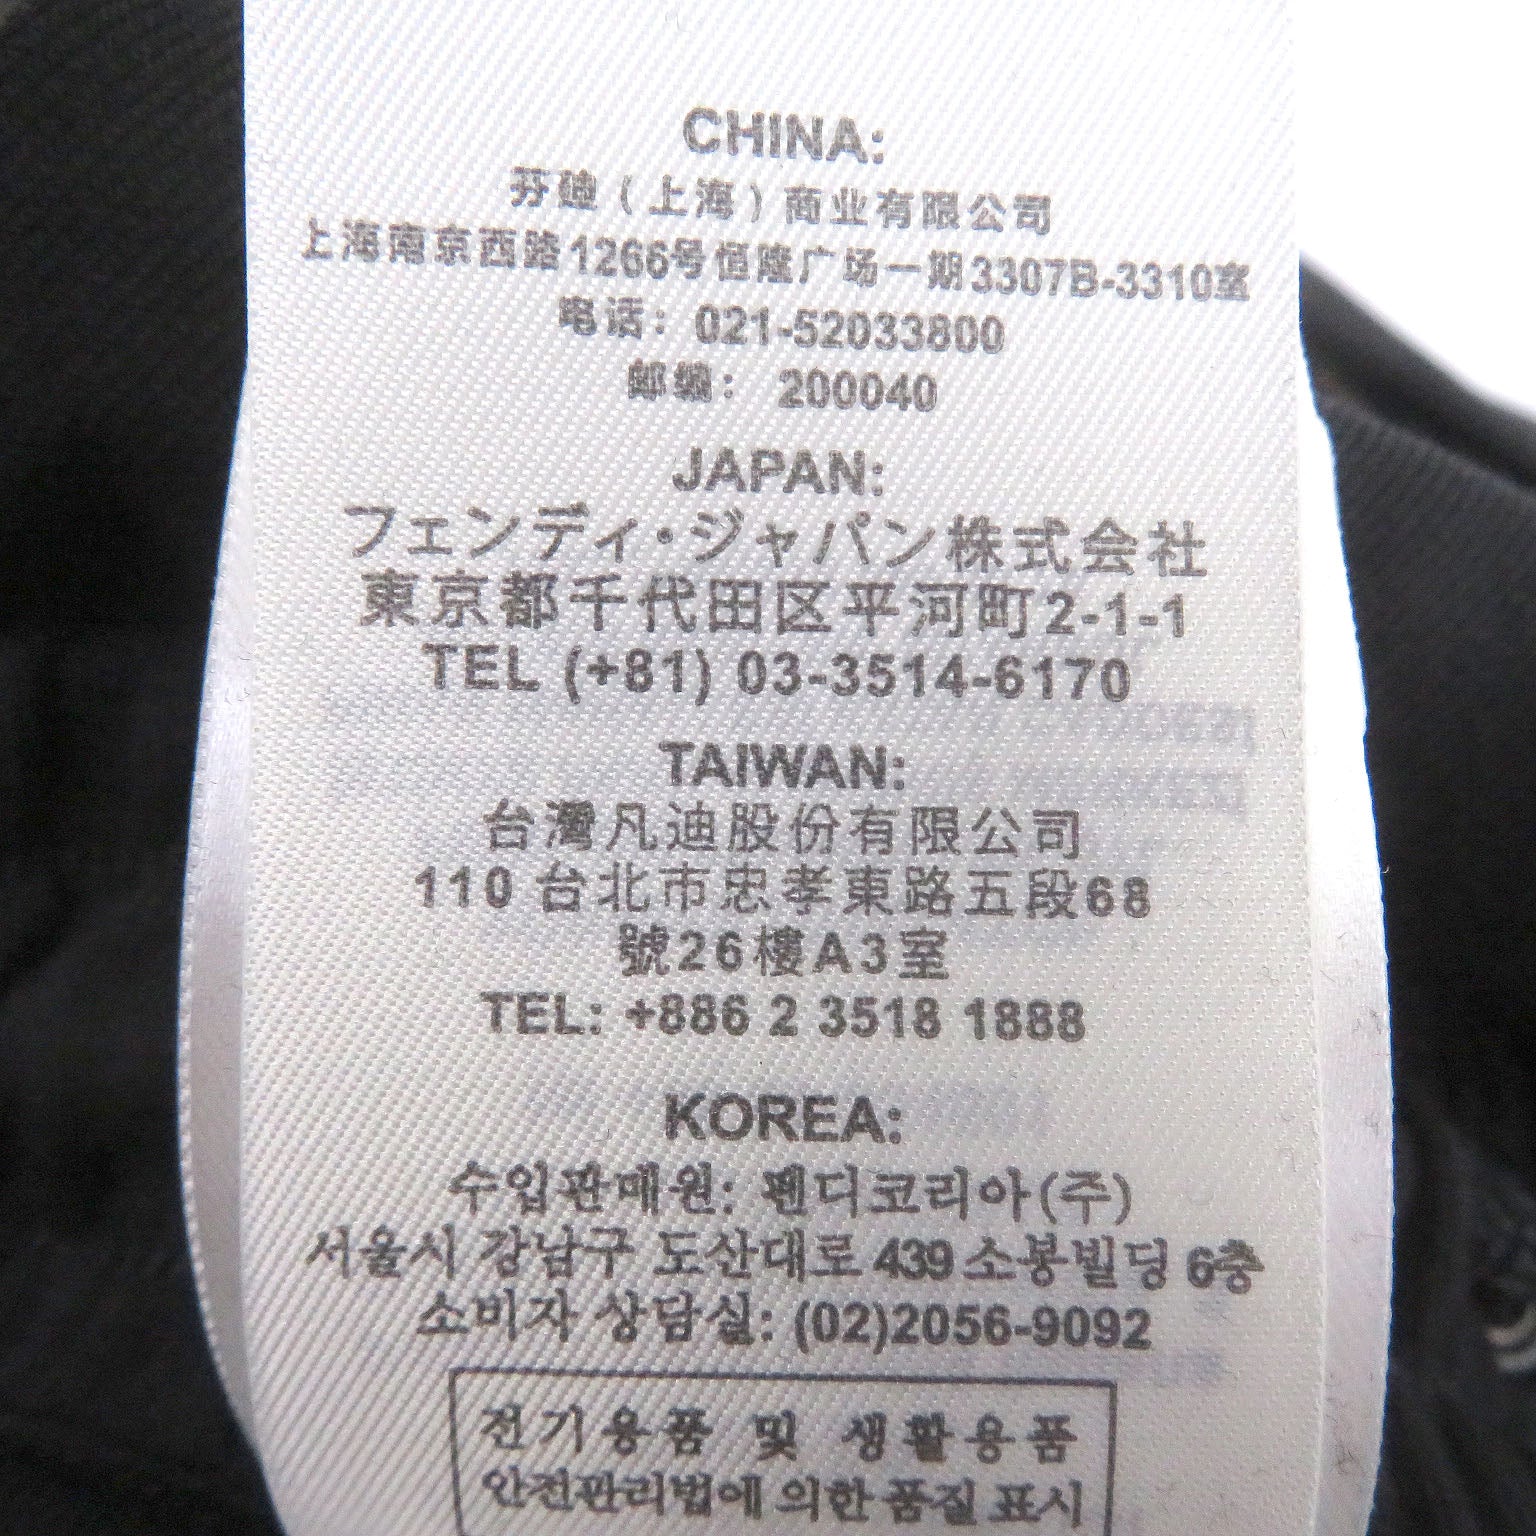 CHINA:
芬迪（上海）商业有限公司
上海南京西路1266号恒隆广场一期3307B-3310室
电话： 021-52033800
邮编： 200040
JAPAN:
フェンディ・ジャパン株式会社
東京都千代田区平河町2-1-1
TEL (+81) 03-3514-6170
TAIWAN:
台灣凡迪股份有限公司
110 台北市忠孝東路五段68
號26樓A3室
TEL: +886 2 3518 1888
KOREA:
수입판매원: 펜디코리아(주)
서울시 강남구 도산대로 439 소봉빌딩 6층
소비자 상담실: (02)2056-9092
전기용품 및 생활용품
안전관리법에 의한 품질 표시